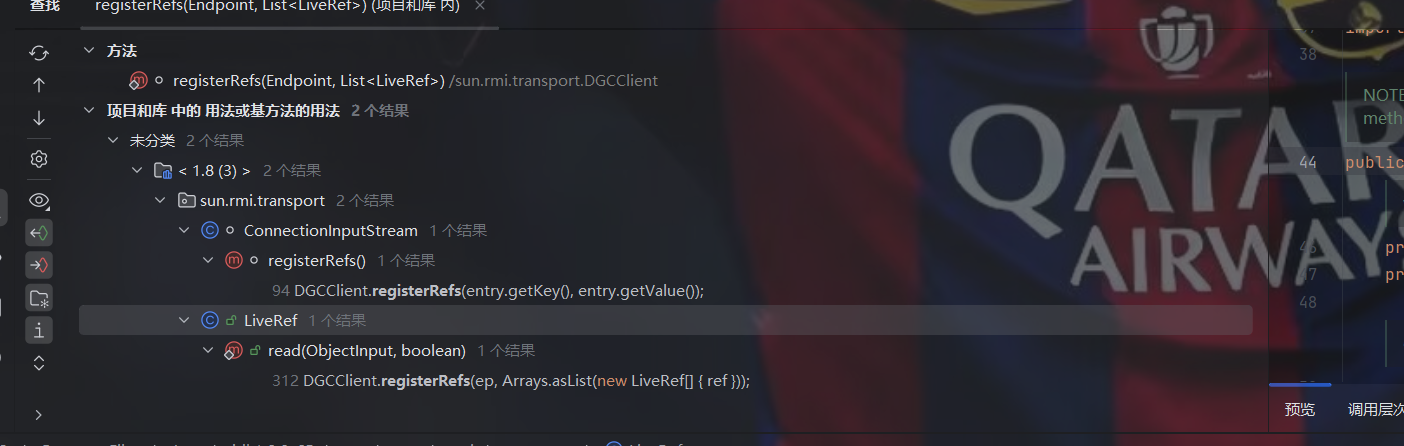 查找 registerRefs(Endpoint, List<LiveRef>) (项目和库 内)
方法
registerRefs(Endpoint, List<LiveRef>) /sun.rmi.transport.DGCClient
项目和库 中的 用法或基方法的用法 2 个结果
未分类 2 个结果
< 1.8 (3) > 2 个结果
sun.rmi.transport 2 个结果
ConnectionInputStream 1 个结果
registerRefs() 1 个结果
94 DGCClient.registerRefs(entry.getKey(), entry.getValue());
LiveRef 1 个结果
read(ObjectInput, boolean) 1 个结果
312 DGCClient.registerRefs(ep, Arrays.asList(new LiveRef[] { ref }));
QATAR
AIRWAYS
38
NOTE
meth
44 public
pr
47 pr
48
预览 调用层次